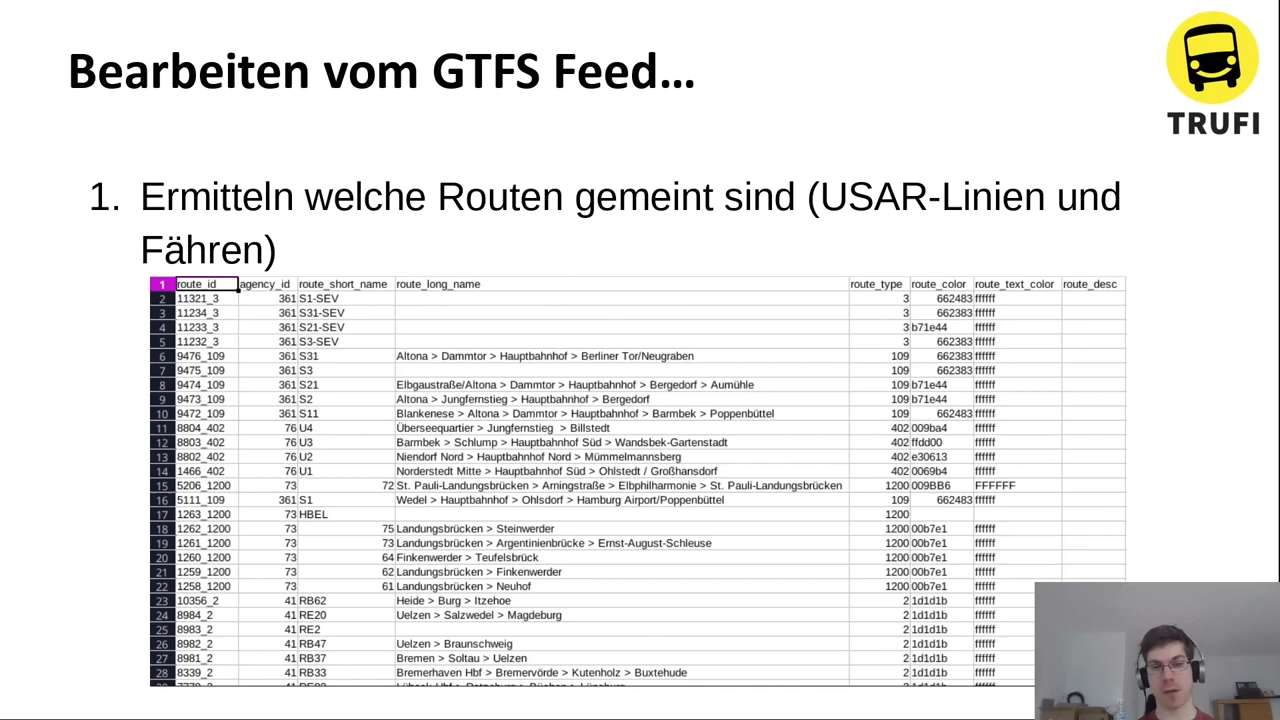 Bearbeiten vom GTFS Feed...
TRUFI
1. Ermitteln welche Routen gemeint sind (USAR-Linien und
Fähren)
1 route_id agency_id route_short_name route_long_name route_type route_color route_text_color route_desc
2 11321_3 361 S1-SEV 3 662483 ffffff
3 11234_3 361 S31-SEV 3 662383 ffffff
4 11233_3 361 S21-SEV 3 b71e44 ffffff
5 11232_3 361 S3-SEV 3 662383 ffffff
6 9476_109 361 S31 Altona > Dammtor > Hauptbahnhof > Berliner Tor/Neugraben 109 662383 ffffff
7 9475_109 361 S3 109 662383 ffffff
8 9474_109 361 S21 Elbgaustraße/Altona > Dammtor > Hauptbahnhof > Bergedorf > Aumühle 109 b71e44 ffffff
9 9473_109 361 S2 Altona > Jungfernstieg > Hauptbahnhof > Bergedorf 109 b71e44 ffffff
10 9472_109 361 S11 Blankenese > Altona > Dammtor > Hauptbahnhof > Barmbek > Poppenbüttel 109 662483 ffffff
11 8804_402 76 U4 Überseequartier > Jungfernstieg > Billstedt 402 009ba4 ffffff
12 8803_402 76 U3 Barmbek > Schlump > Hauptbahnhof Süd > Wandsbek-Gartenstadt 402 ffdd00 ffffff
13 8802_402 76 U2 Niendorf Nord > Hauptbahnhof Nord > Mümmelmannsberg 402 e30613 ffffff
14 1466_402 76 U1 Norderstedt Mitte > Hauptbahnhof Süd > Ohlstedt / Großhansdorf 402 0069b4 ffffff
15 5206_1200 73 72 St. Pauli-Landungsbrücken > Arningstraße > Elbphilharmonie > St. Pauli-Landungsbrücken 1200 009BB6 FFFFFF
16 5111_109 361 S1 Wedel > Hauptbahnhof > Ohlsdorf > Hamburg Airport/Poppenbüttel 109 662483 ffffff
17 1263_1200 73 HBEL 1200
18 1262_1200 73 75 Landungsbrücken > Steinwerder 1200 00b7e1 ffffff
19 1261_1200 73 73 Landungsbrücken > Argentinienbrücke > Ernst-August-Schleuse 1200 00b7e1 ffffff
20 1260_1200 73 64 Finkenwerder > Teufelsbrück 1200 00b7e1 ffffff
21 1259_1200 73 62 Landungsbrücken > Finkenwerder 1200 00b7e1 ffffff
22 1258_1200 73 61 Landungsbrücken > Neuhof 1200 00b7e1 ffffff
23 10356_2 41 RB62 Heide > Burg > Itzehoe 2 1d1d1b ffffff
24 8984_2 41 RE20 Uelzen > Salzwedel > Magdeburg 2 1d1d1b ffffff
25 8983_2 41 RE2 2 1d1d1b ffffff
26 8982_2 41 RB47 Uelzen > Braunschweig 2 1d1d1b ffffff
27 8981_2 41 RB37 Bremen > Soltau > Uelzen 2 1d1d1b ffffff
28 8339_2 41 RB33 Bremerhaven Hbf > Bremervörde > Kutenholz > Buxtehude 2 1d1d1b ffffff